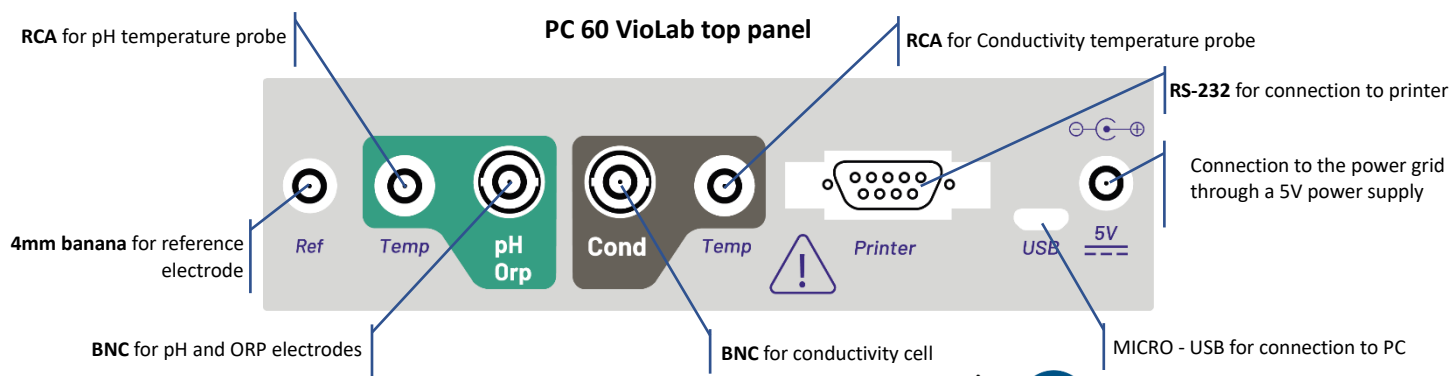 PC 60 VioLab top panel
RCA for pH temperature probe
RCA for Conductivity temperature probe
RS-232 for connection to printer
Connection to the power grid
through a 5V power supply
4mm banana for reference
electrode
Ref
Temp
pH
Orp
Cond
Temp
Printer
USB
5V
BNC for pH and ORP electrodes
BNC for conductivity cell
MICRO - USB for connection to PC